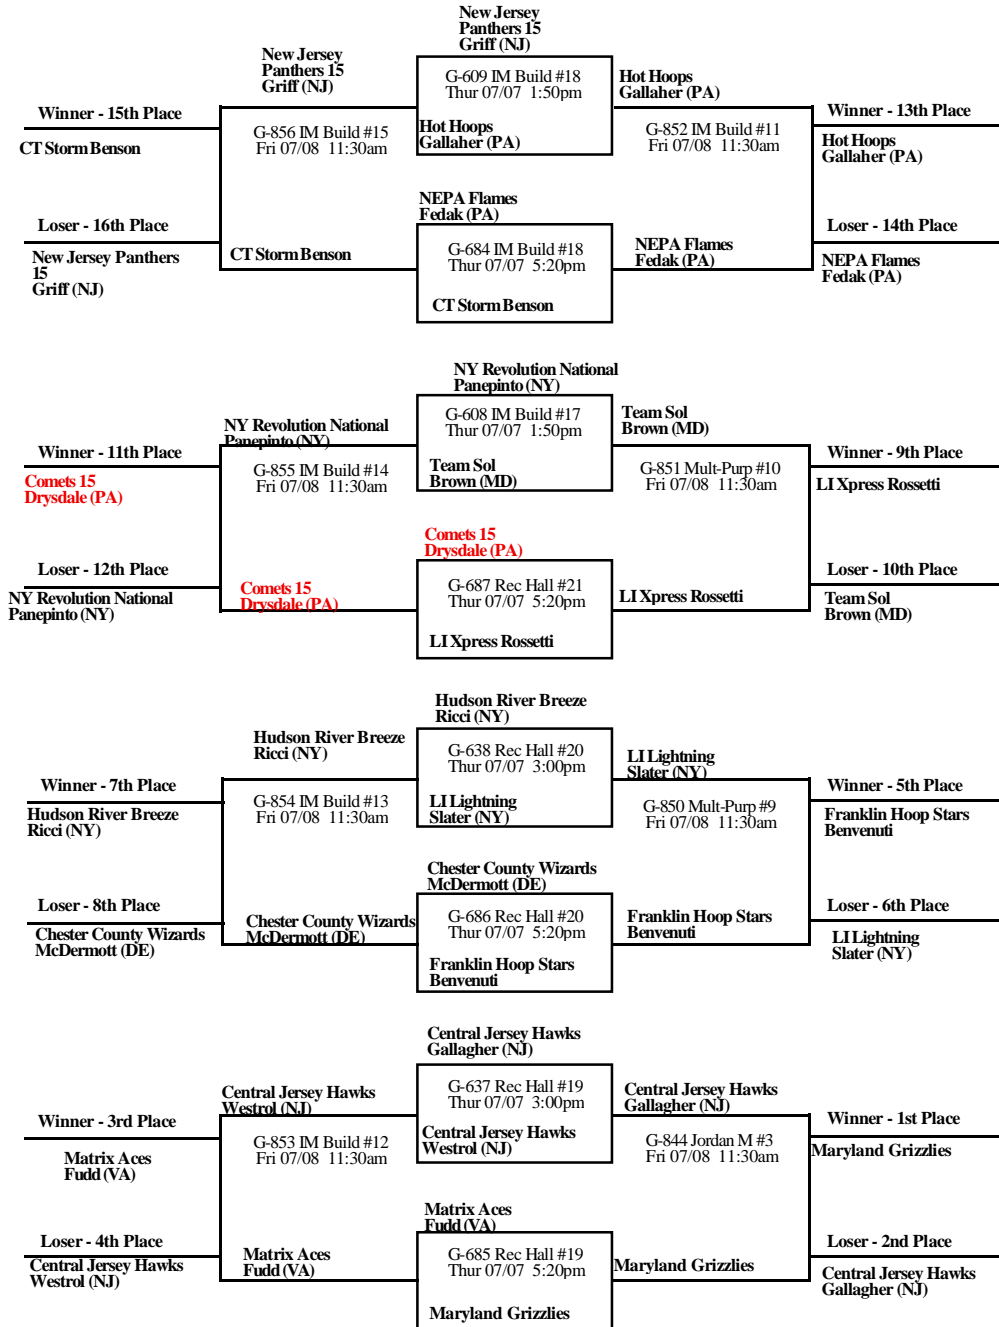 New Jersey
Panthers 15
Griff (NJ)
New Jersey
Panthers 15
Griff (NJ)
G-609 IM Build #18
Thur 07/07 1:50pm
Hot Hoops
Gallaher (PA)
Winner - 15th Place
Winner - 13th Place
G-856 IM Build #15
Fri 07/08 11:30am
Hot Hoops
Gallaher (PA)
G-852 IM Build #11
Fri 07/08 11:30am
CT Storm Benson
Hot Hoops
Gallaher (PA)
NEPA Flames
Fedak (PA)
Loser - 16th Place
Loser - 14th Place
New Jersey Panthers
15
Griff (NJ)
CT Storm Benson
G-684 IM Build #18
Thur 07/07 5:20pm
NEPA Flames
Fedak (PA)
NEPA Flames
Fedak (PA)
CT Storm Benson
NY Revolution National
Panepinto (NY)
NY Revolution National
Panepinto (NY)
G-608 IM Build #17
Thur 07/07 1:50pm
Team Sol
Brown (MD)
Winner - 11th Place
Winner - 9th Place
G-855 IM Build #14
Fri 07/08 11:30am
Team Sol
Brown (MD)
G-851 Mult-Purp #10
Fri 07/08 11:30am
Comets 15
Drysdale (PA)
LI Xpress Rossetti
Comets 15
Drysdale (PA)
Loser - 12th Place
Loser - 10th Place
NY Revolution National
Panepinto (NY)
Comets 15
Drysdale (PA)
G-687 Rec Hall #21
Thur 07/07 5:20pm
LI Xpress Rossetti
Team Sol
Brown (MD)
LI Xpress Rossetti
Hudson River Breeze
Ricci (NY)
Hudson River Breeze
Ricci (NY)
G-638 Rec Hall #20
Thur 07/07 3:00pm
LI Lightning
Slater (NY)
Winner - 7th Place
Winner - 5th Place
Hudson River Breeze
Ricci (NY)
G-854 IM Build #13
Fri 07/08 11:30am
LI Lightning
Slater (NY)
G-850 Mult-Purp #9
Fri 07/08 11:30am
Franklin Hoop Stars
Benvenuti
Chester County Wizards
McDermott (DE)
Loser - 8th Place
Loser - 6th Place
Chester County Wizards
McDermott (DE)
Chester County Wizards
McDermott (DE)
G-686 Rec Hall #20
Thur 07/07 5:20pm
Franklin Hoop Stars
Benvenuti
LI Lightning
Slater (NY)
Franklin Hoop Stars
Benvenuti
Central Jersey Hawks
Gallagher (NJ)
Central Jersey Hawks
Westrol (NJ)
G-637 Rec Hall #19
Thur 07/07 3:00pm
Central Jersey Hawks
Gallagher (NJ)
Winner - 3rd Place
Winner - 1st Place
G-853 IM Build #12
Fri 07/08 11:30am
Central Jersey Hawks
Westrol (NJ)
G-844 Jordan M #3
Fri 07/08 11:30am
Matrix Aces
Fudd (VA)
Maryland Grizzlies
Matrix Aces
Fudd (VA)
Loser - 4th Place
Loser - 2nd Place
Central Jersey Hawks
Westrol (NJ)
Matrix Aces
Fudd (VA)
G-685 Rec Hall #19
Thur 07/07 5:20pm
Maryland Grizzlies
Central Jersey Hawks
Gallagher (NJ)
Maryland Grizzlies